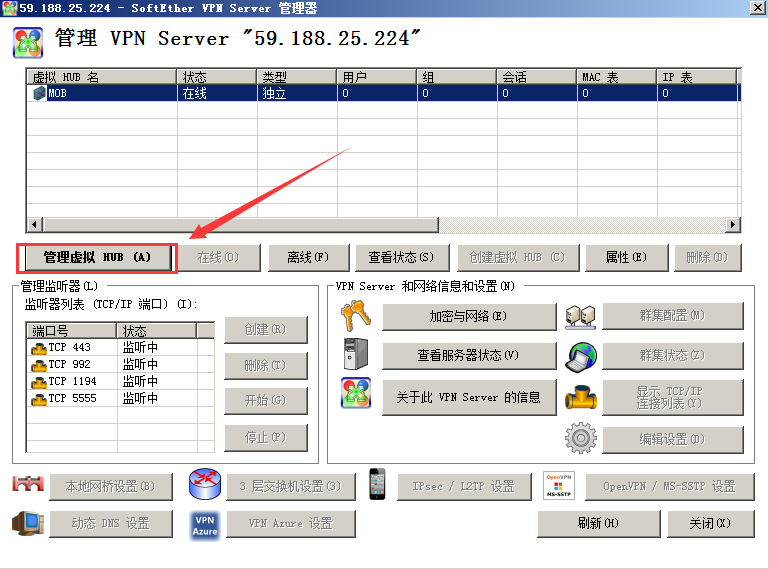 59.188.25.224 - SoftEther VPN Server 管理器
管理 VPN Server "59.188.25.224"
虚拟 HUB 名 状态 类型 用户 组 会话 MAC 表 IP 表
MOB 在线 独立 0 0 0 0 0
管理虚拟 HUB (A) 在线(O) 离线(F) 查看状态(S) 创建虚拟 HUB (C) 属性(E) 删除(D)
管理监听器(L)
监听器列表 (TCP/IP 端口) (I):
端口号 状态
TCP 443 监听中
TCP 992 监听中
TCP 1194 监听中
TCP 5555 监听中
创建(R)
删除(T)
开始(G)
停止(P)
VPN Server 和网络信息和设置(N)
加密与网络(E) 群集配置(M)
查看服务器状态(V) 群集状态(Z)
关于此 VPN Server 的信息 显示 TCP/IP
连接列表(Y)
编辑设置(D)
本地网桥设置(B) 3 层交换机设置(3) IPsec / L2TP 设置 OpenVPN MS-SSTP OpenVPN / MS-SSTP 设置
动态 DNS 设置 VPN Azure VPN Azure 设置 刷新(H) 关闭(X)